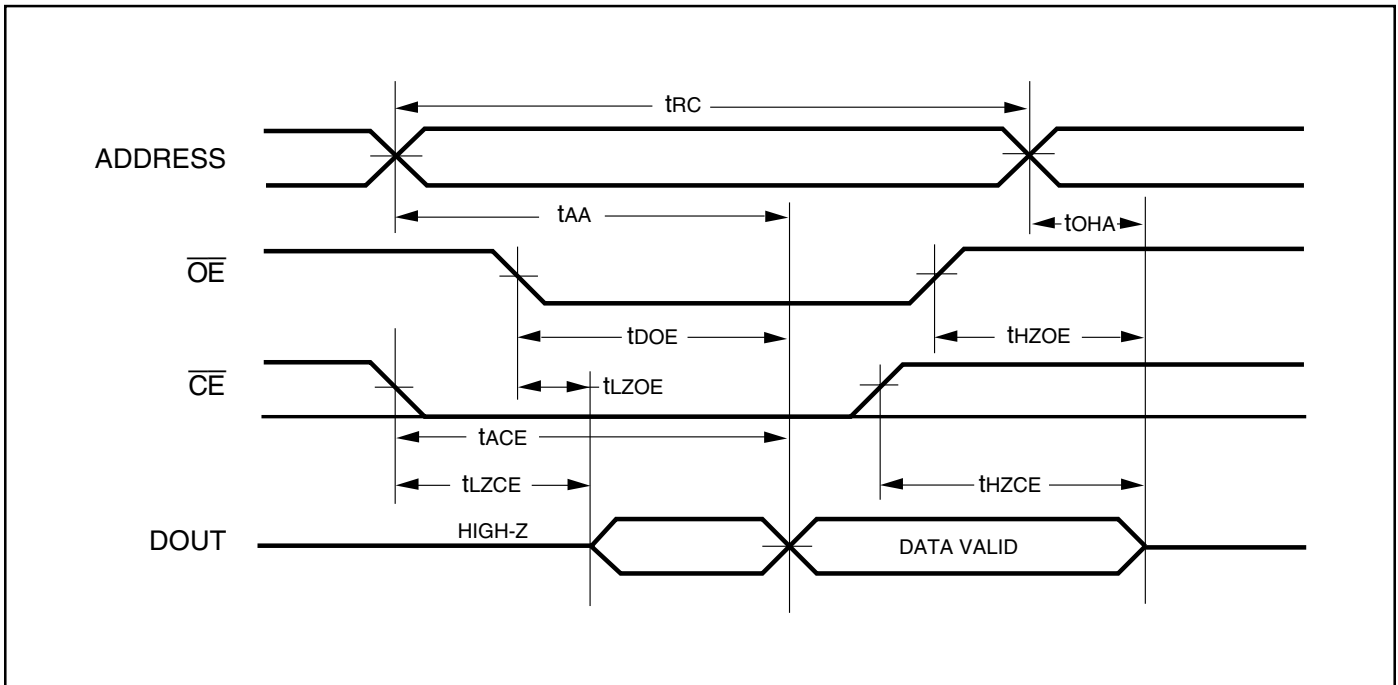 tRC
ADDRESS
tAA
tOHA
OE
tDOE
tHZOE
CE
tLZOE
tACE
tLZCE
tHZCE
DOUT
HIGH-Z
DATA VALID